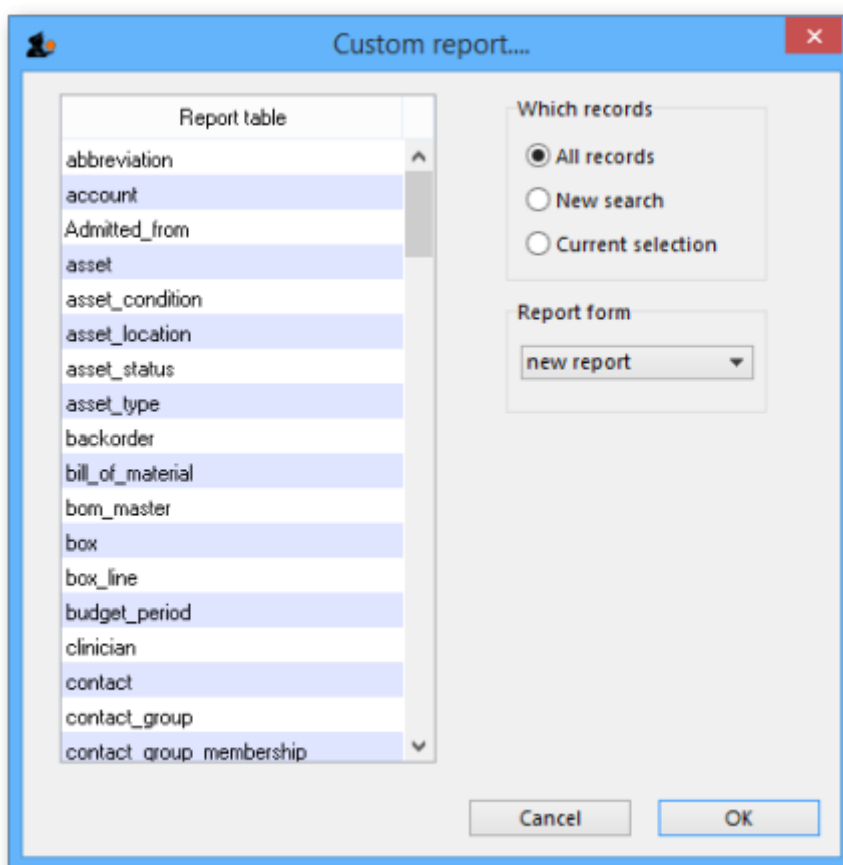 Custom report....
Report table
abbreviation
account
Admitted_from
asset
asset_condition
asset_location
asset_status
asset_type
backorder
bill_of_material
bom_master
box
box_line
budget_period
clinician
contact
contact_group
contact_group_membership
Which records
All records
New search
Current selection
Report form
new report
Cancel
OK